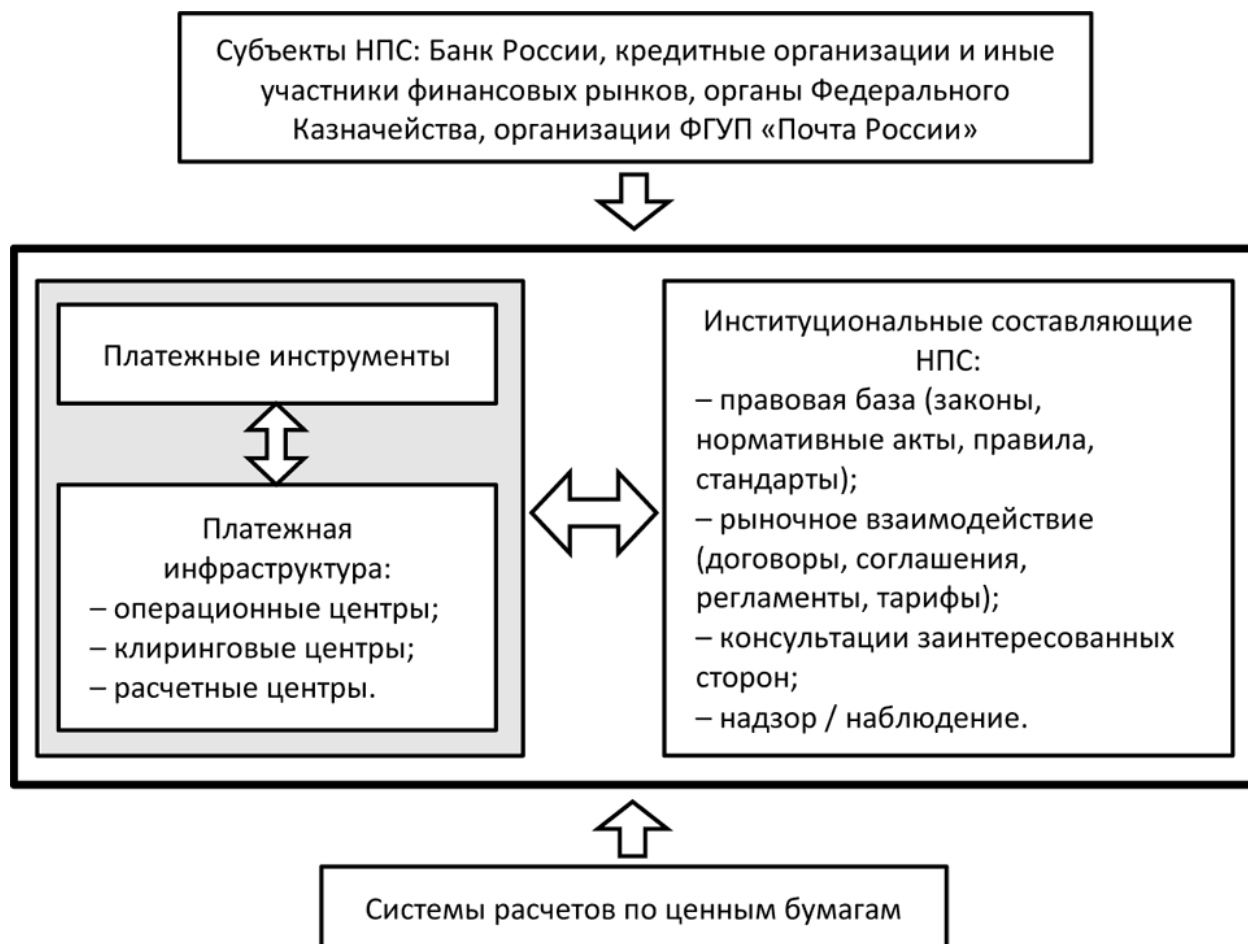 Субъекты НПС: Банк России, кредитные организации и иные
участники финансовых рынков, органы Федерального
Казначейства, организации ФГУП «Почта России»
Платежные инструменты
Платежная
инфраструктура:
– операционные центры;
– клиринговые центры;
– расчетные центры.
Институциональные составляющие
НПС:
– правовая база (законы,
нормативные акты, правила,
стандарты);
– рыночное взаимодействие
(договоры, соглашения,
регламенты, тарифы);
– консультации заинтересованных
сторон;
– надзор / наблюдение.
Системы расчетов по ценным бумагам